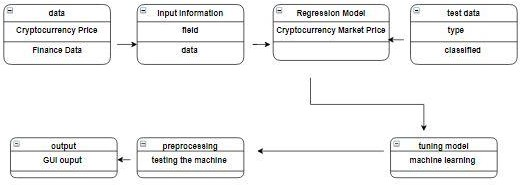 data
Cryptocurrency Price
Finance Data
Input Information
field
data
Regression Model
Cryptocurrency Market Price
test data
type
classified
output
GUI ouput
preprocessing
testing the machine
tuning model
machine learning